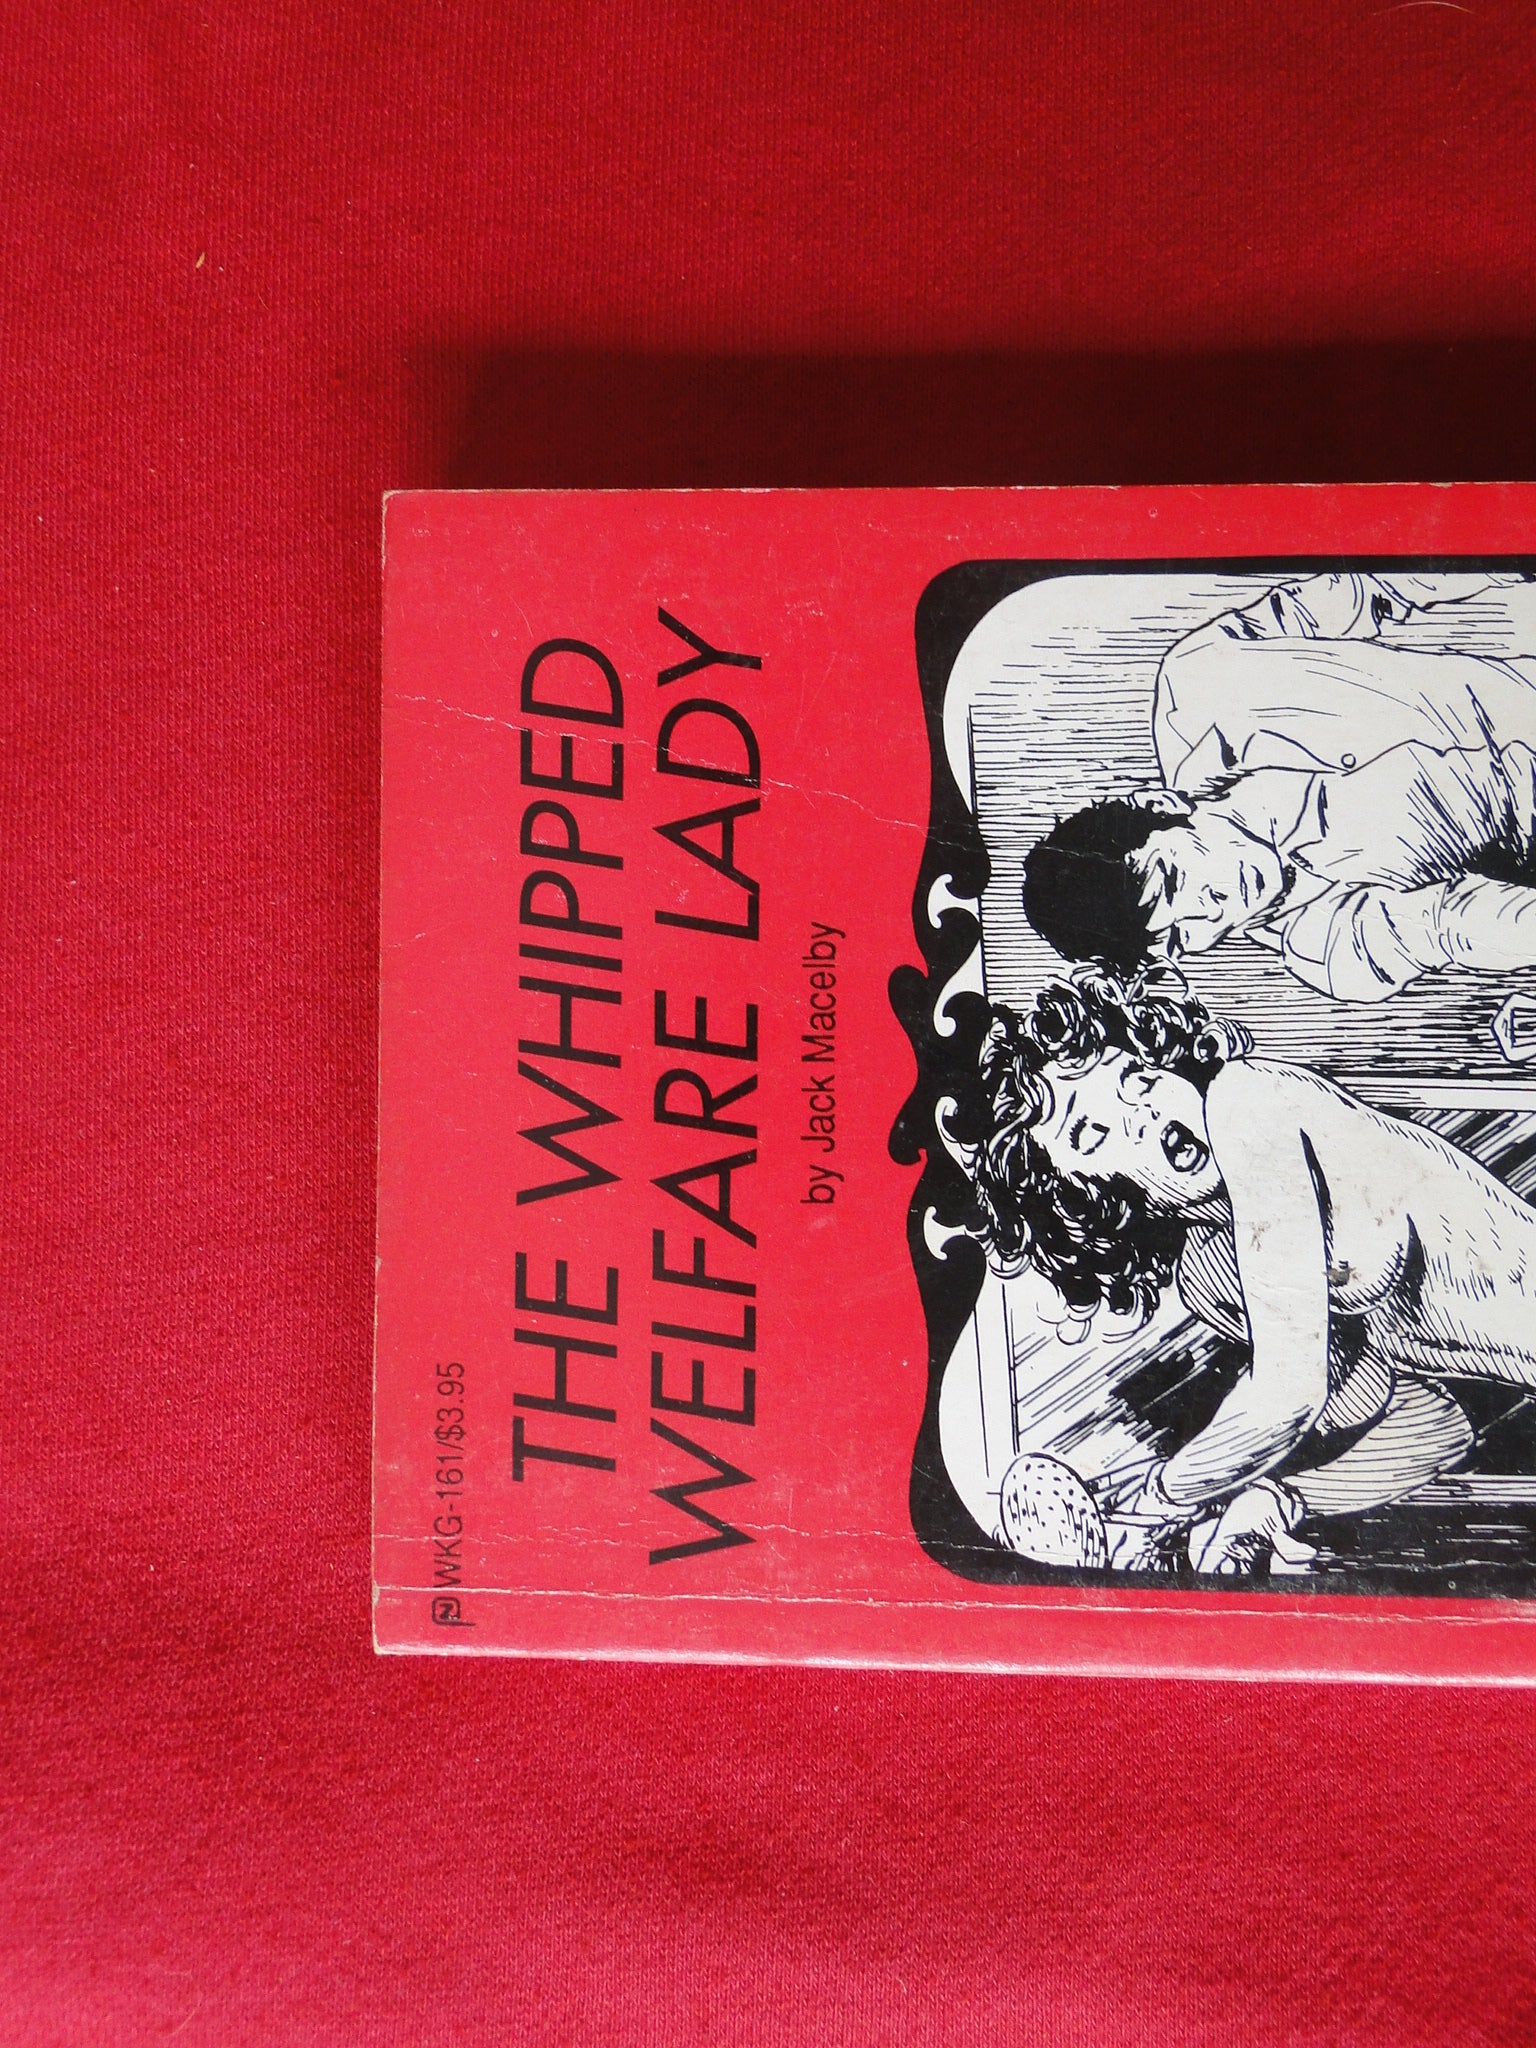 WKG-161/$3.95
THE WHIPPED
WELFARE LADY
by Jack Macelby